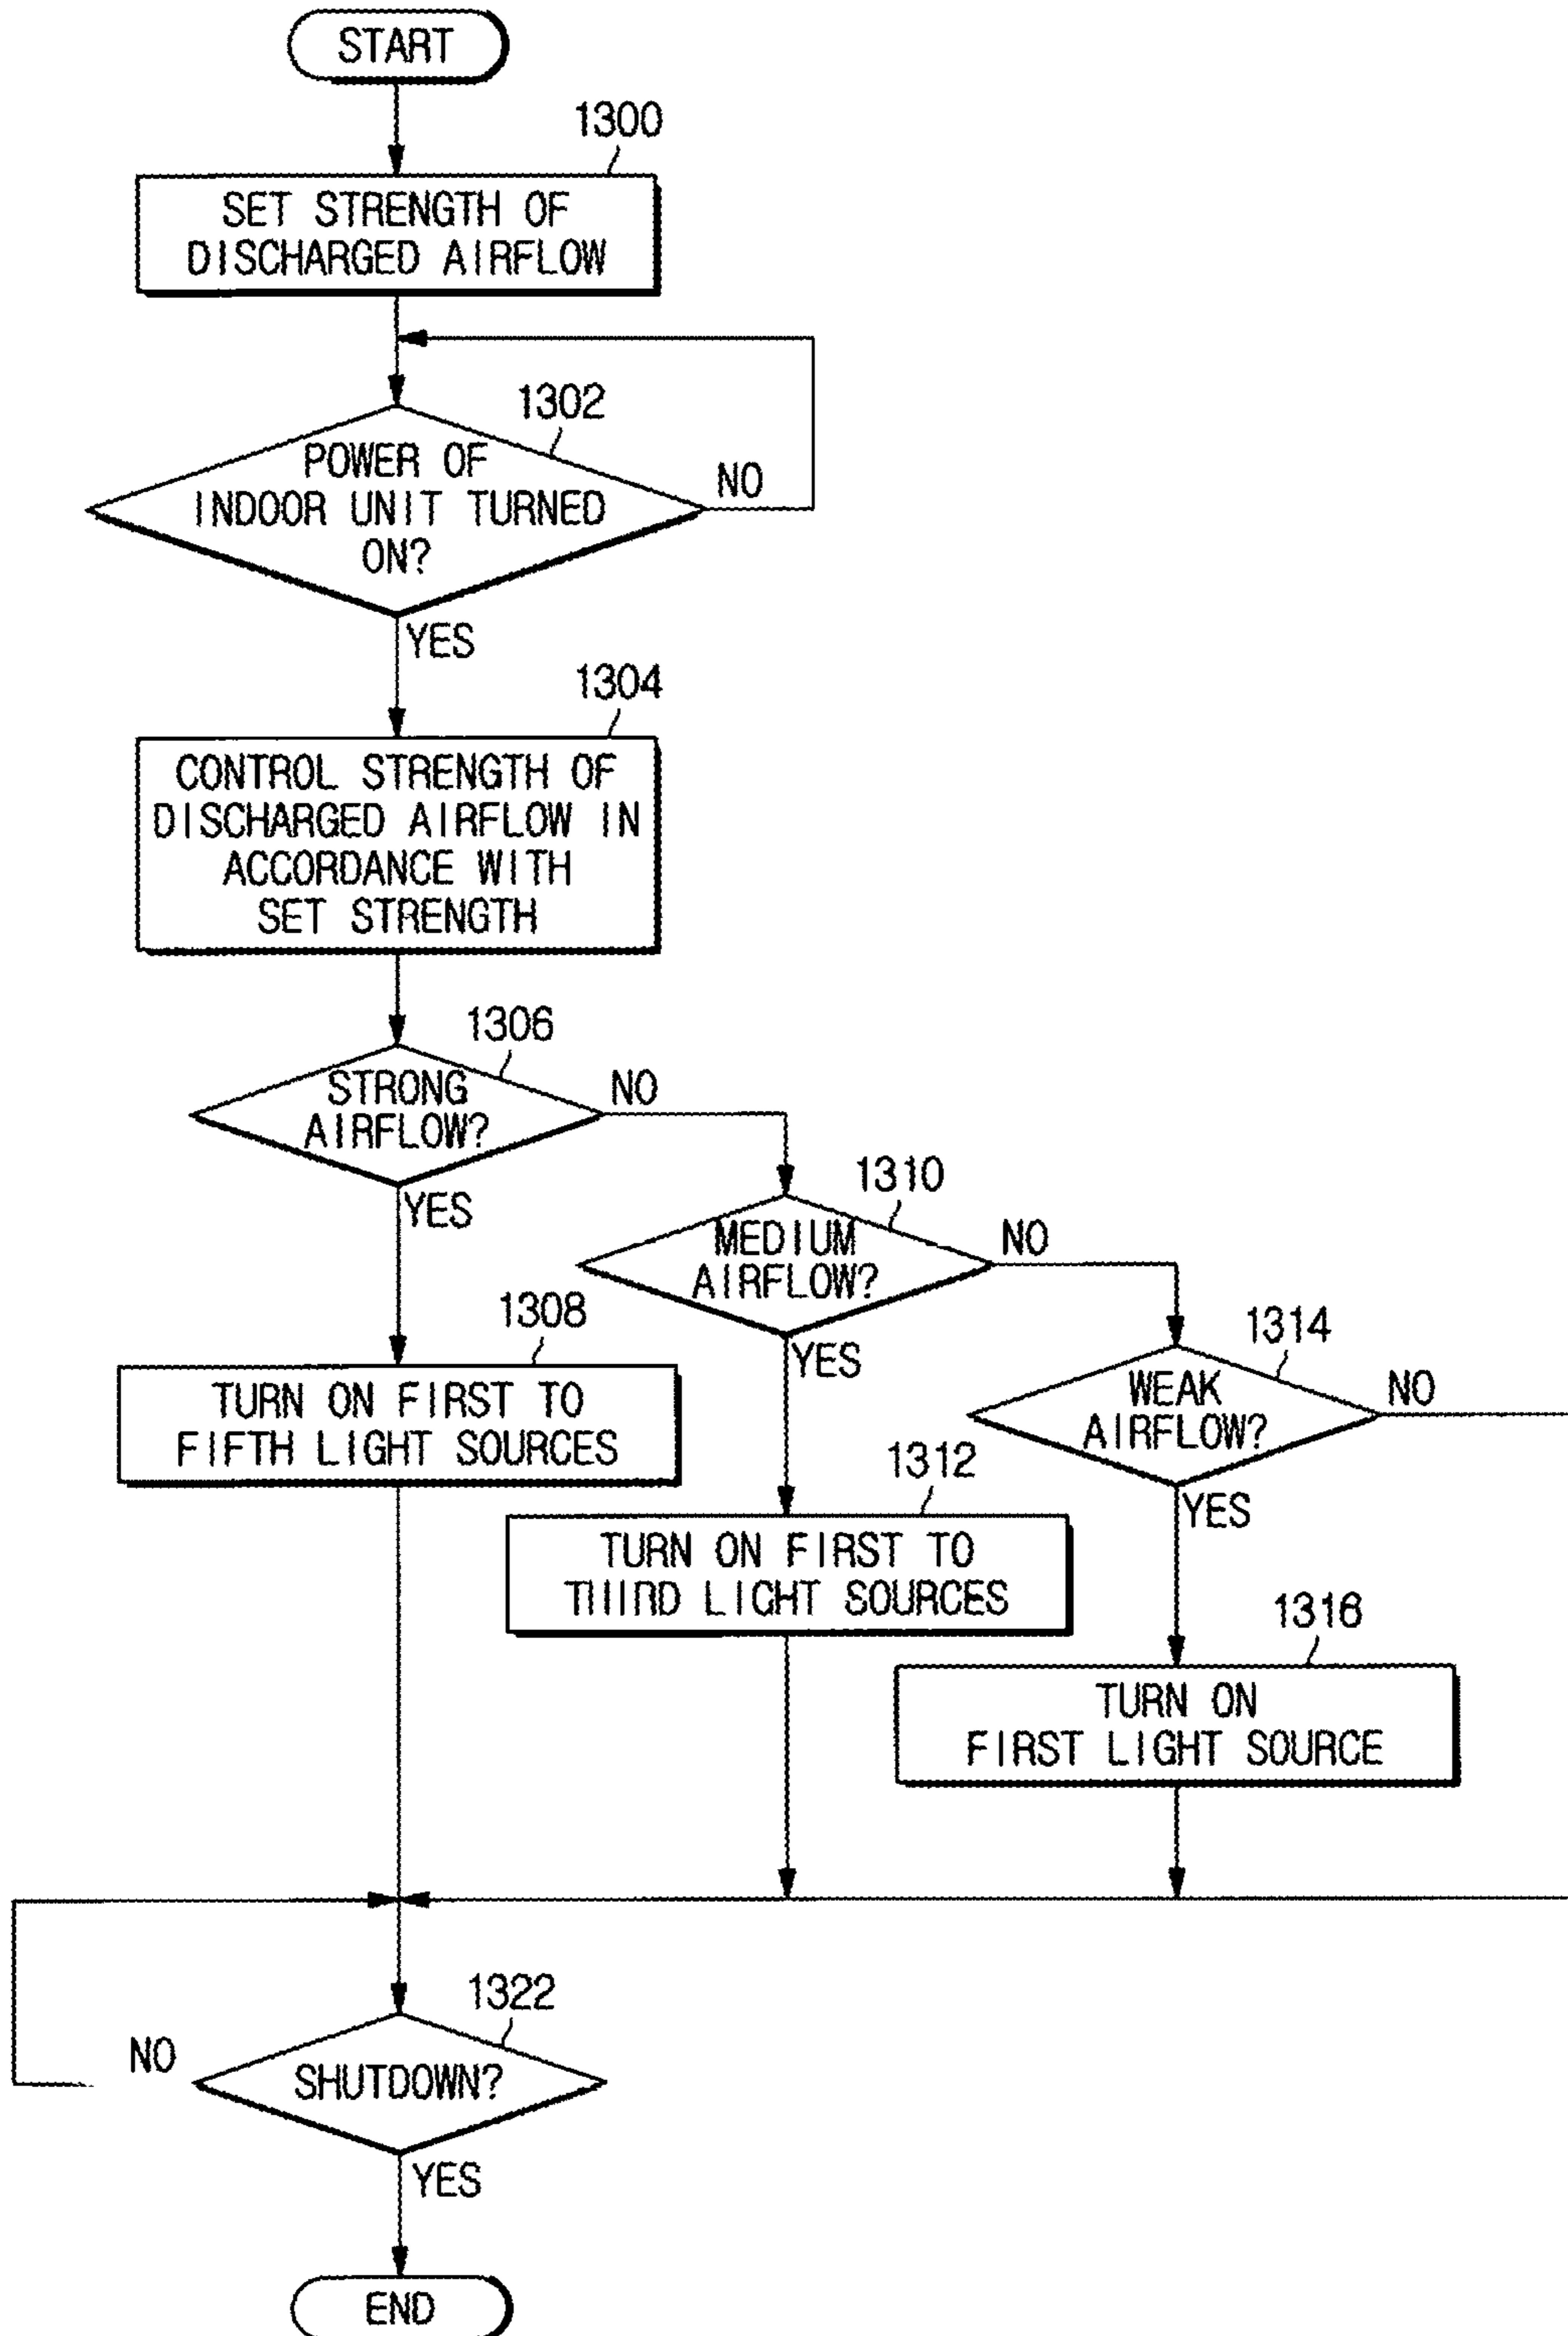 START
1300
SET STRENGTH OF
DISCHARGED AIRFLOW
1302
POWER OF
INDOOR UNIT TURNED
ON?
NO
YES
1304
CONTROL STRENGTH OF
DISCHARGED AIRFLOW IN
ACCORDANCE WITH
SET STRENGTH
1306
STRONG
AIRFLOW?
NO
YES
1310
MEDIUM
AIRFLOW?
NO
YES
1308
TURN ON FIRST TO
FIFTH LIGHT SOURCES
1314
WEAK
AIRFLOW?
NO
YES
1312
TURN ON FIRST TO
THIRD LIGHT SOURCES
1316
TURN ON
FIRST LIGHT SOURCE
1322
SHUTDOWN?
NO
YES
END